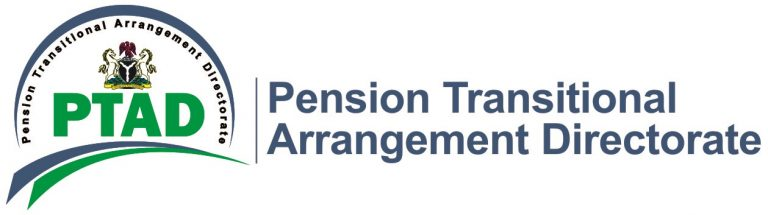 Pension Transitional Arrangement Directorate
PTAD
Pension Transitional
Arrangement Directorate